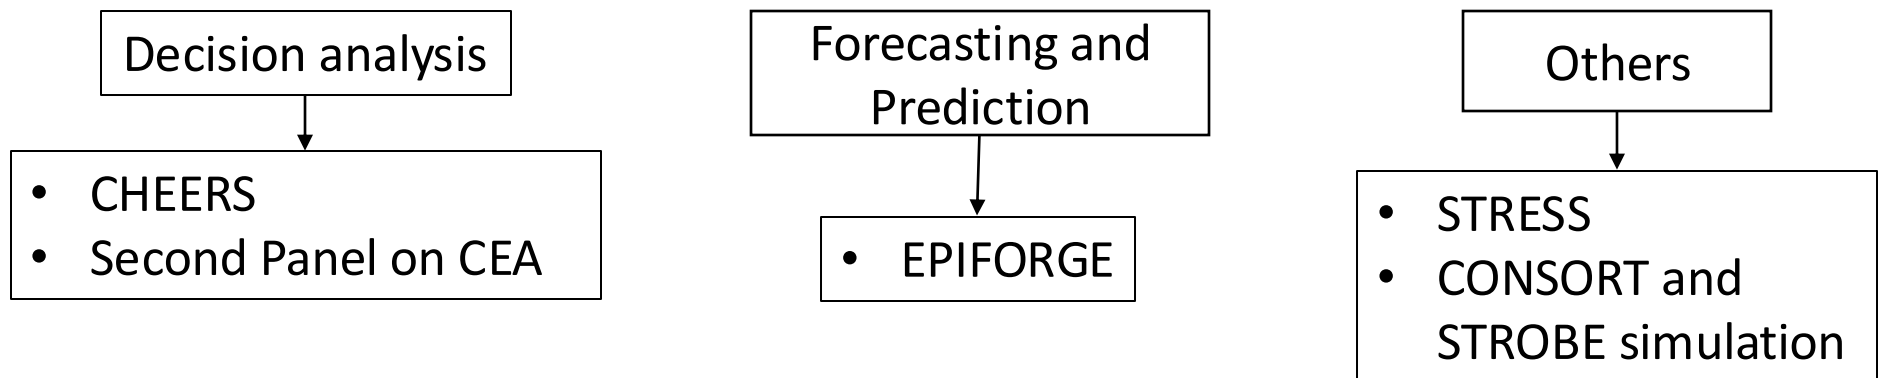 Decision analysis
• CHEERS
• Second Panel on CEA
Forecasting and
Prediction
• EPIFORGE
Others
• STRESS
• CONSORT and
STROBE simulation